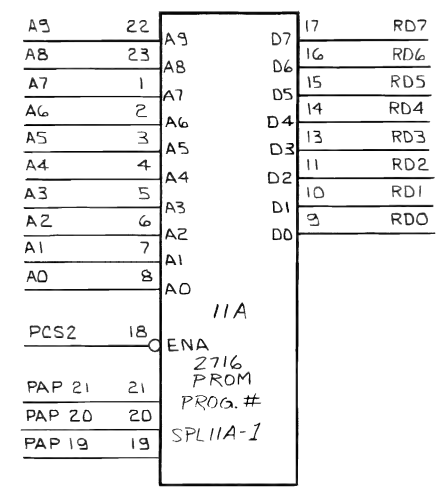 A9 22 A9 D7 17 RD7
A8 23 A8 D6 16 RD6
A7 1 A7 D5 15 RD5
A6 2 A6 D4 14 RD4
A5 3 A5 D3 13 RD3
A4 4 A4 D2 11 RD2
A3 5 A3 D1 10 RD1
A2 6 A2 D0 9 RD0
A1 7 A1
A0 8 A0
11A
PCS2 18 ENA
2716
PROM
PAP 21 21
PROG. #
PAP 20 20
SPL11A-1
PAP 19 19